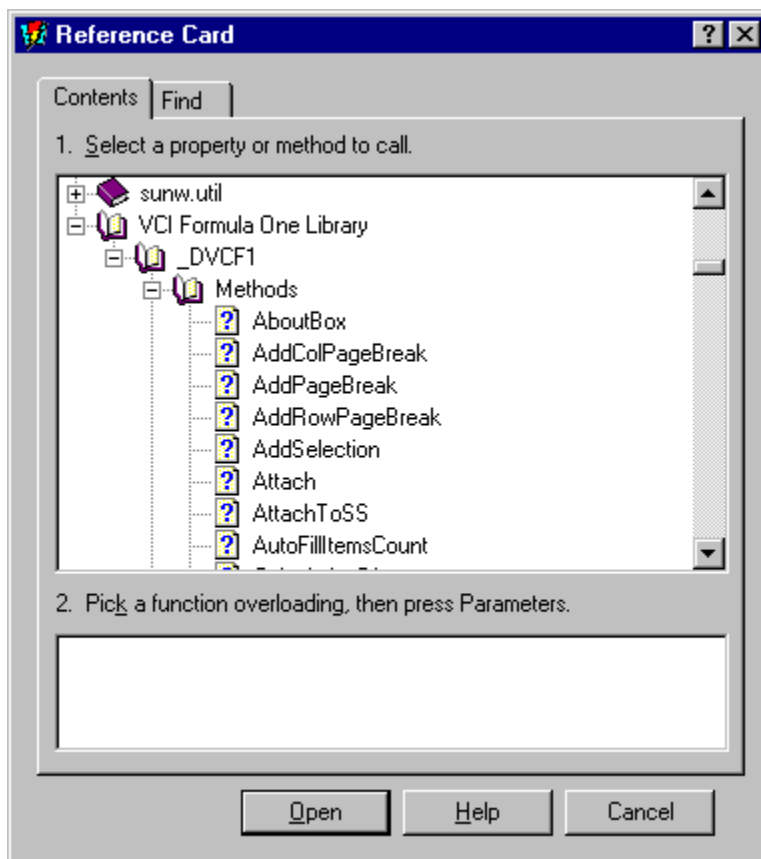 Reference Card
Contents Find
1. Select a property or method to call.
sunw.util
VCI Formula One Library
_DVCF1
Methods
AboutBox
AddColPageBreak
AddPageBreak
AddRowPageBreak
AddSelection
Attach
AttachToSS
AutoFillItemsCount
2. Pick a function overloading, then press Parameters.
Open Help Cancel